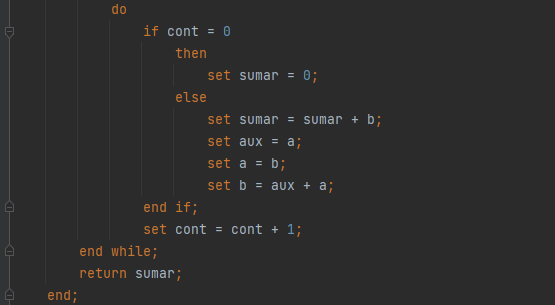 do
if cont = 0
then
set sumar = 0;
else
set sumar = sumar + b;
set aux = a;
set a = b;
set b = aux + a;
end if;
set cont = cont + 1;
end while;
return sumar;
end;